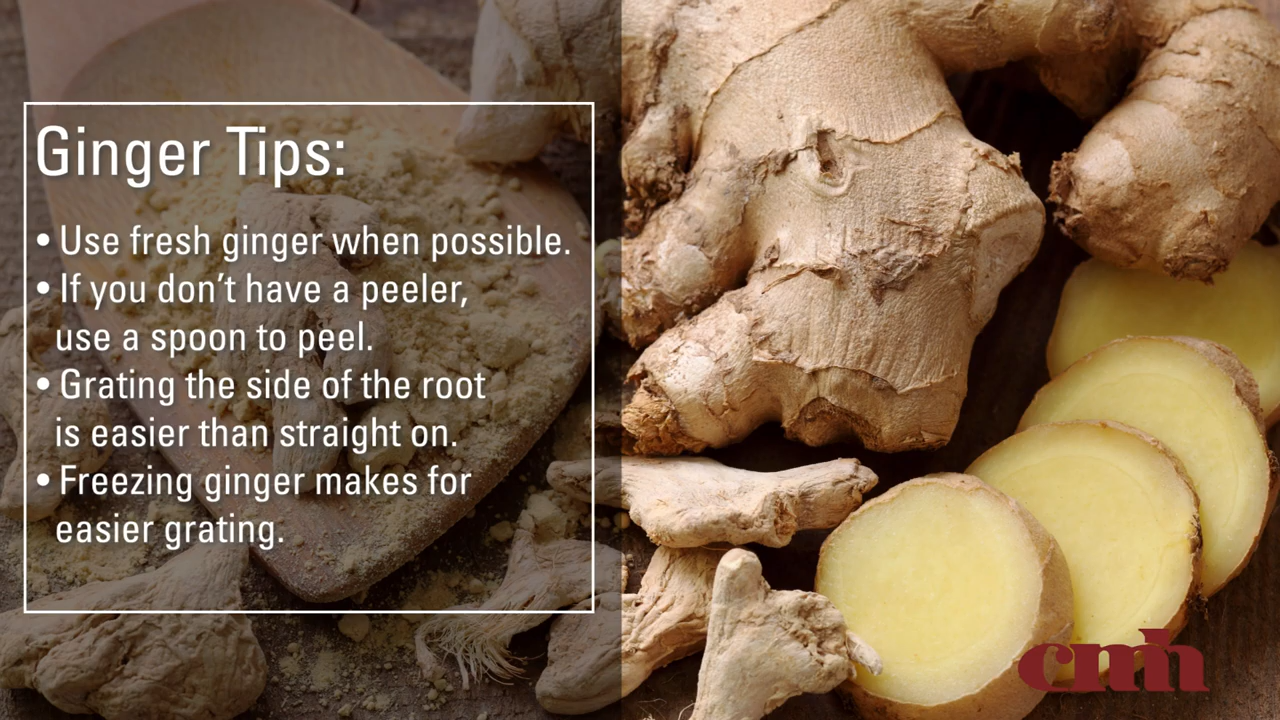 Ginger Tips:
• Use fresh ginger when possible.
• If you don’t have a peeler,
use a spoon to peel.
• Grating the side of the root
is easier than straight on.
• Freezing ginger makes for
easier grating.
cmh